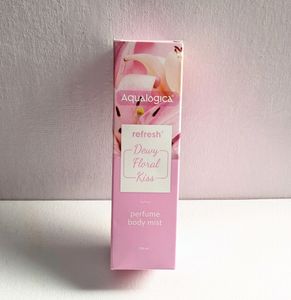 Aqualogica®
refresh+
Dewy
Floral
Kiss
perfume
body mist